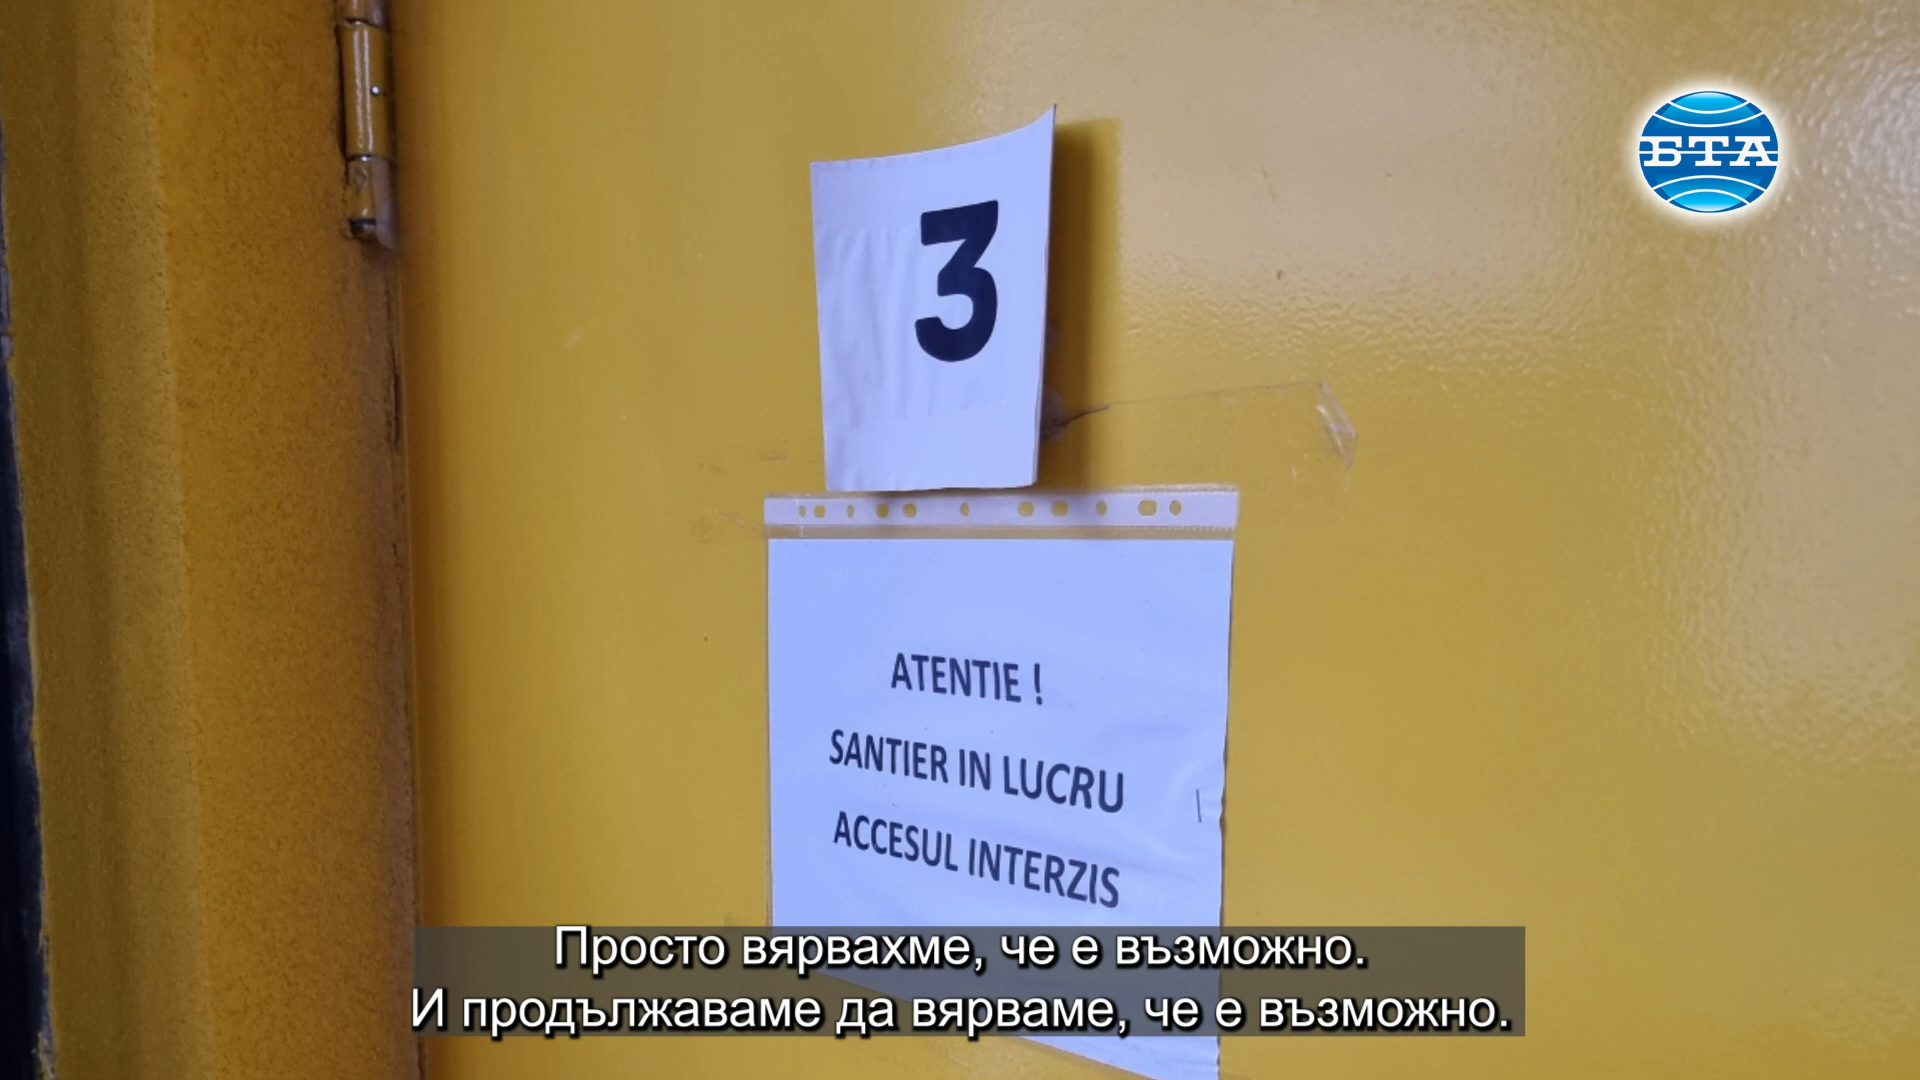 БТА
3
ATENTIE !
SANTIER IN LUCRU
ACCESUL INTERZIS
Просто вярвахме, че е възможно.
И продължаваме да вярваме, че е възможно.